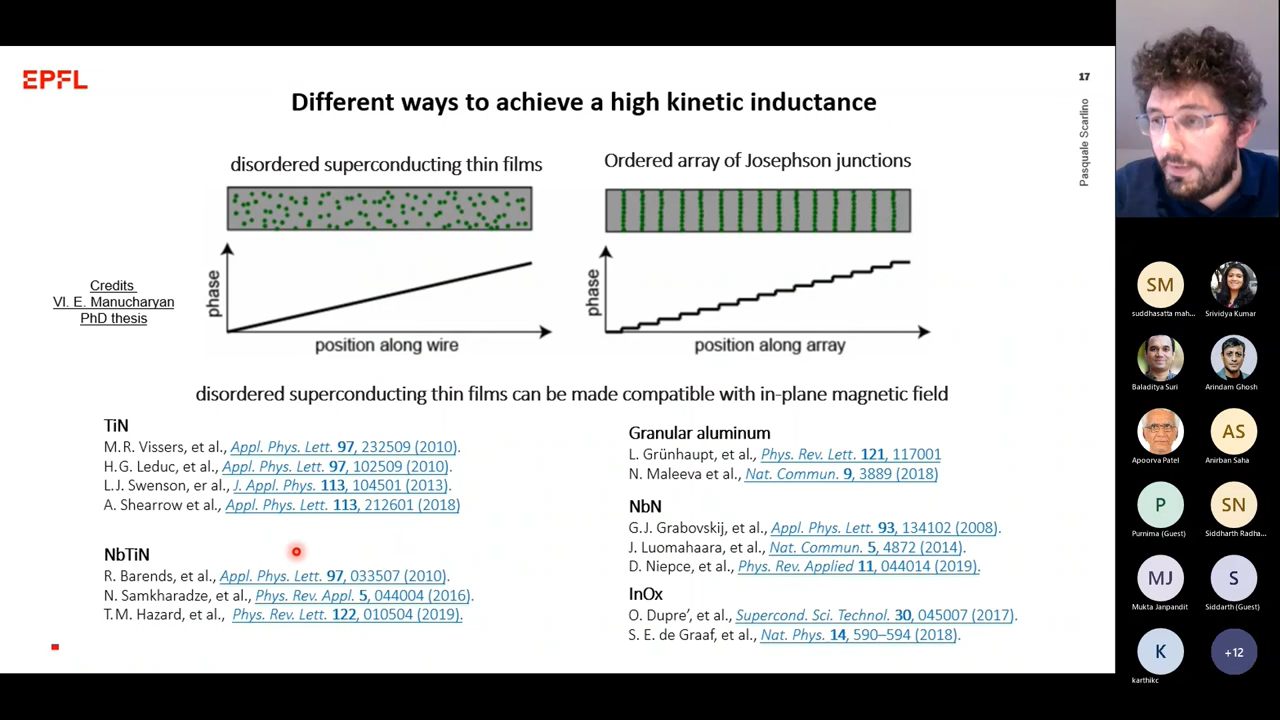 EPFL
17
Pasquale Scarlino
Different ways to achieve a high kinetic inductance
disordered superconducting thin films
Ordered array of Josephson junctions
phase
position along wire
phase
position along array
Credits
Vl. E. Manucharyan
PhD thesis
disordered superconducting thin films can be made compatible with in-plane magnetic field
TiN
M.R. Vissers, et al., Appl. Phys. Lett. 97, 232509 (2010).
H.G. Leduc, et al., Appl. Phys. Lett. 97, 102509 (2010).
L.J. Swenson, er al., J. Appl. Phys. 113, 104501 (2013).
A. Shearrow et al., Appl. Phys. Lett. 113, 212601 (2018)
NbTiN
R. Barends, et al., Appl. Phys. Lett. 97, 033507 (2010).
N. Samkharadze, et al., Phys. Rev. Appl. 5, 044004 (2016).
T.M. Hazard, et al., Phys. Rev. Lett. 122, 010504 (2019).
Granular aluminum
L. Grünhaupt, et al., Phys. Rev. Lett. 121, 117001
N. Maleeva et al., Nat. Commun. 9, 3889 (2018)
NbN
G.J. Grabovskij, et al., Appl. Phys. Lett. 93, 134102 (2008).
J. Luomahaara, et al., Nat. Commun. 5, 4872 (2014).
D. Niepce, et al., Phys. Rev. Applied 11, 044014 (2019).
InOx
O. Dupre’, et al., Supercond. Sci. Technol. 30, 045007 (2017).
S. E. de Graaf, et al., Nat. Phys. 14, 590–594 (2018).
SM
suddhasatta mah...
Srividya Kumar
Baladitya Suri
Arindam Ghosh
Apoorva Patel
AS
Anirban Saha
P
Purnima (Guest)
SN
Siddharth Radha...
MJ
Mukta Janpandit
S
Siddarth (Guest)
K
karthikc
+12